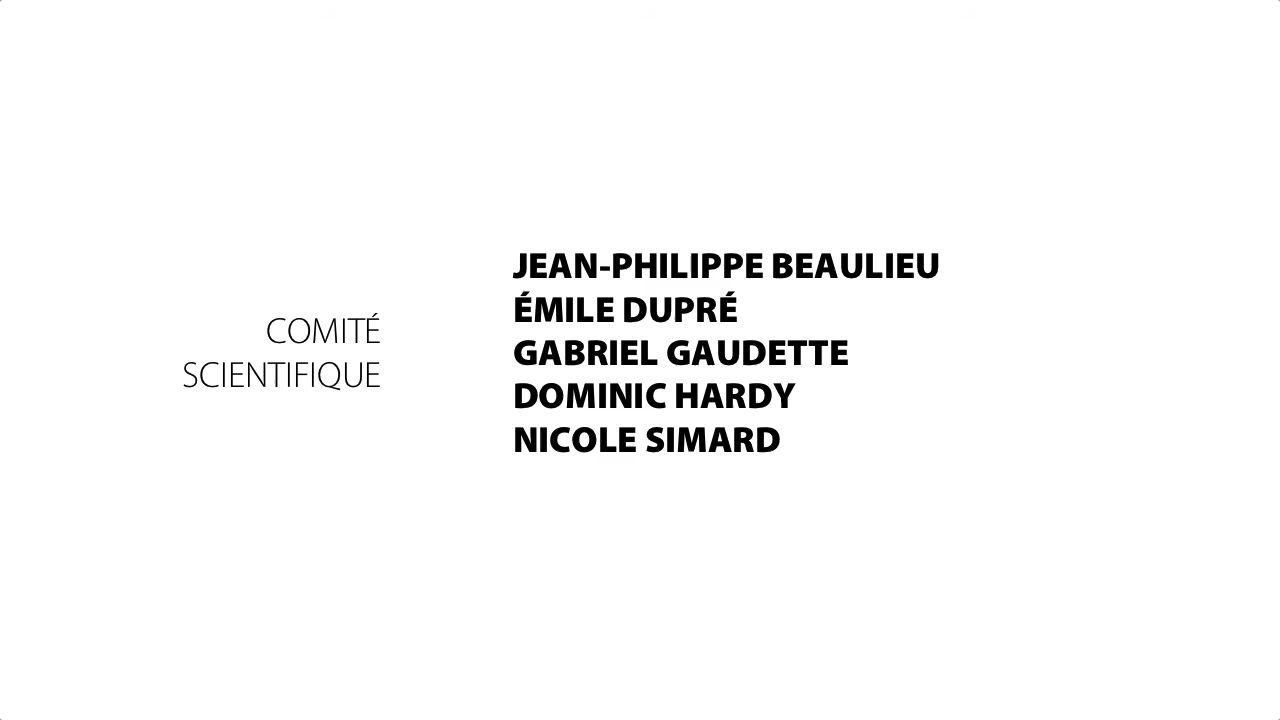 COMITÉ
SCIENTIFIQUE
JEAN-PHILIPPE BEAULIEU
ÉMILE DUPRÉ
GABRIEL GAUDETTE
DOMINIC HARDY
NICOLE SIMARD